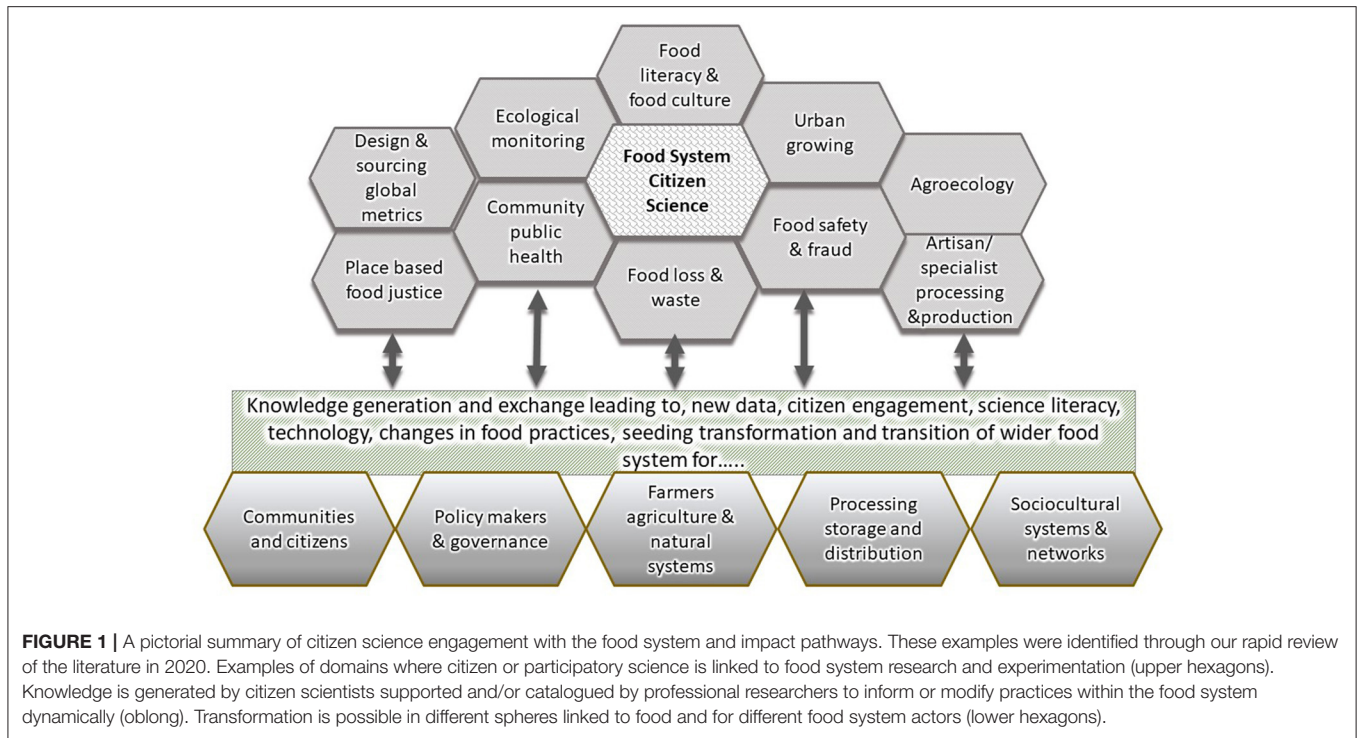 Food
literacy &
food culture
Ecological
monitoring
Urban
growing
Design &
sourcing
global
metrics
Food System
Citizen
Science
Agroecology
Community
public
health
Food safety
& fraud
Place based
food justice
Food loss &
waste
Artisan/
specialist
processing
&production
Knowledge generation and exchange leading to, new data, citizen engagement, science literacy,
technology, changes in food practices, seeding transformation and transition of wider food
system for.....
Communities
and citizens
Policy makers
& governance
Farmers
agriculture &
natural
systems
Processing
storage and
distribution
Sociocultural
systems &
networks
FIGURE 1 | A pictorial summary of citizen science engagement with the food system and impact pathways. These examples were identified through our rapid review
of the literature in 2020. Examples of domains where citizen or participatory science is linked to food system research and experimentation (upper hexagons).
Knowledge is generated by citizen scientists supported and/or catalogued by professional researchers to inform or modify practices within the food system
dynamically (oblong). Transformation is possible in different spheres linked to food and for different food system actors (lower hexagons).